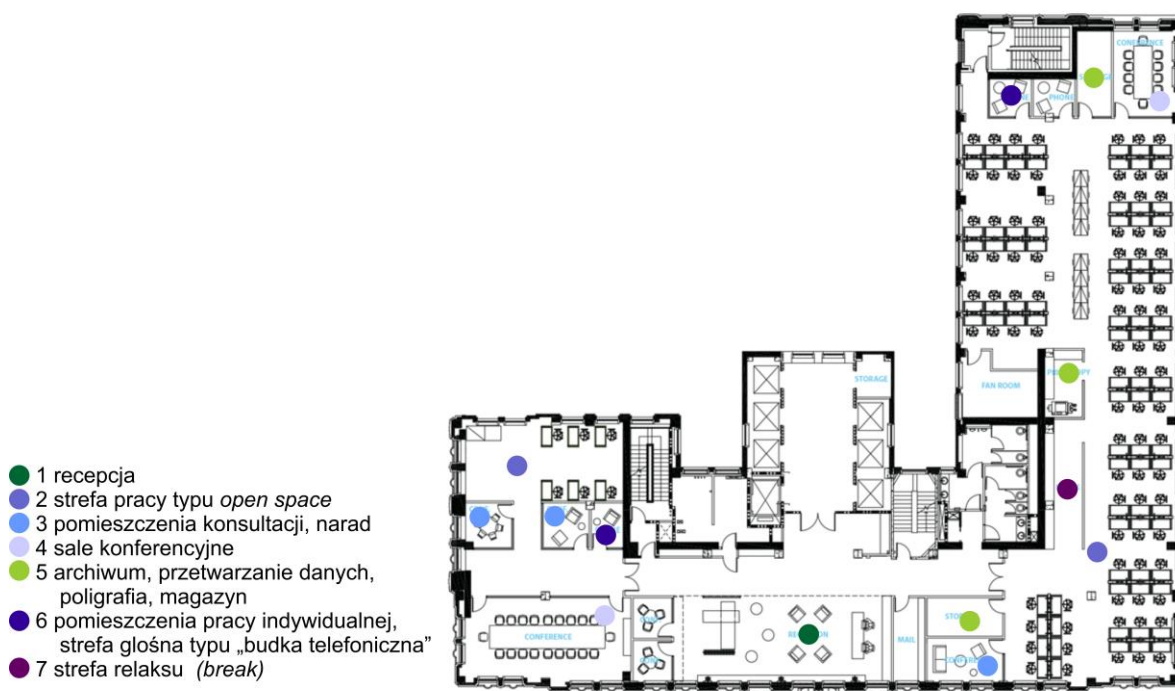 CONFERENCE
PHONE
STORAGE
FAN ROOM
CONFERENCE
MAIL
1 recepcja
2 strefa pracy typu open space
3 pomieszczenia konsultacji, narad
4 sale konferencyjne
5 archiwum, przetwarzanie danych,
poligrafia, magazyn
6 pomieszczenia pracy indywidualnej,
strefa głośna typu „budka telefoniczna”
7 strefa relaksu (break)